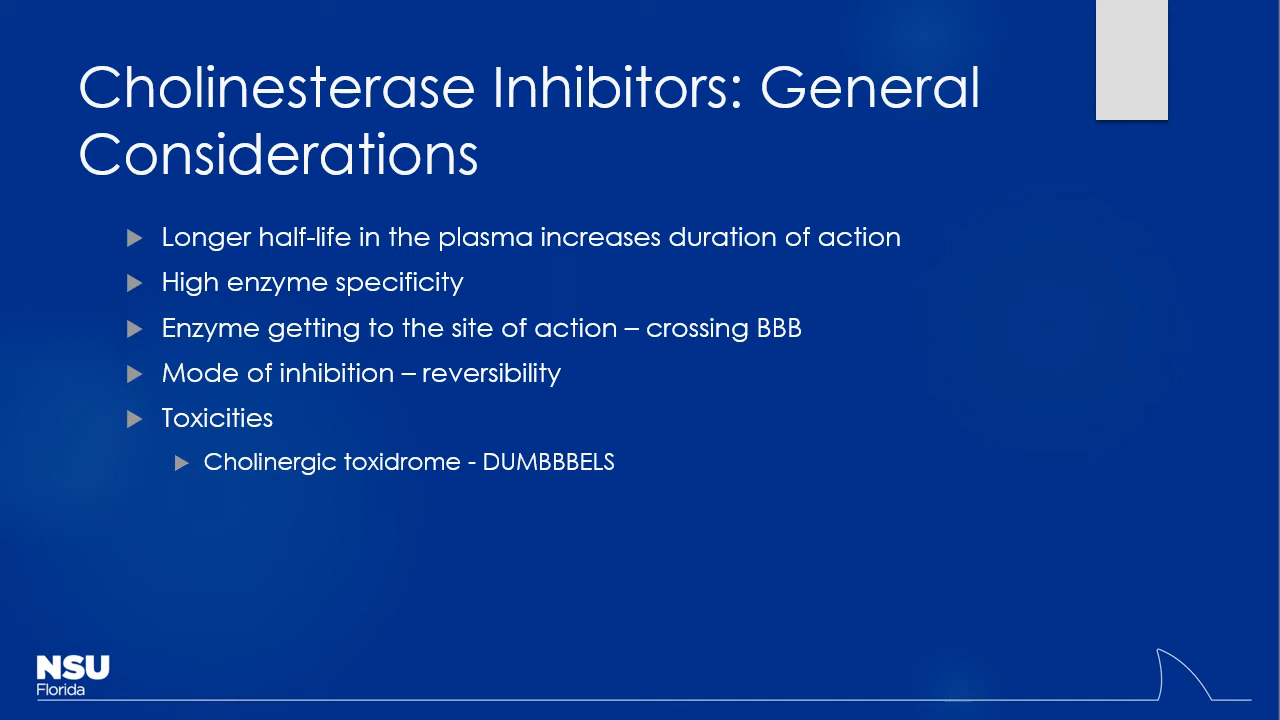 Cholinesterase Inhibitors: General
Considerations
Longer half-life in the plasma increases duration of action
High enzyme specificity
Enzyme getting to the site of action – crossing BBB
Mode of inhibition – reversibility
Toxicities
Cholinergic toxidrome - DUMBBBELS
NSU
Florida